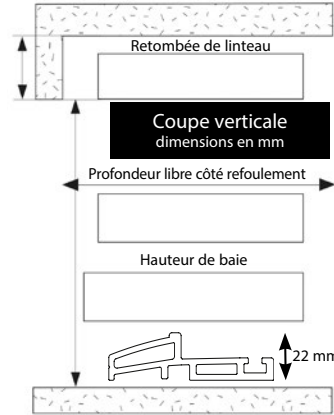 Retombée de linteau
Coupe verticale
dimensions en mm
Profondeur libre côté refoulement
Hauteur de baie
22 mm